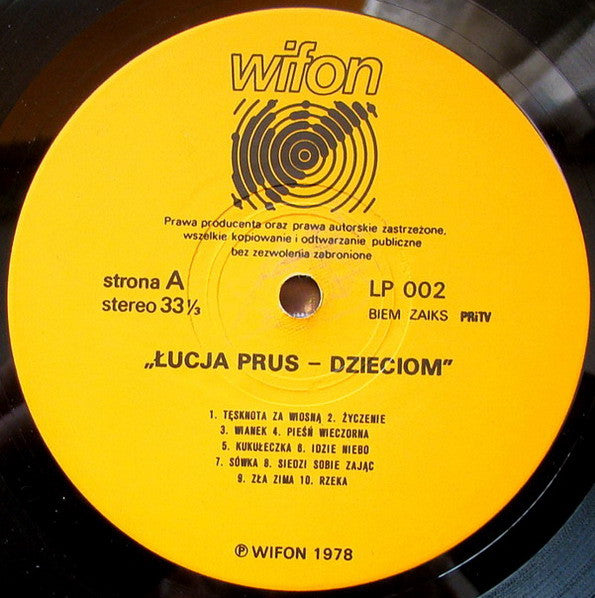 wifon
Prawa producenta oraz prawa autorskie zastrzeżone,
wszelkie kopiowanie i odtwarzanie publiczne
bez zezwolenia zabronione
strona A
LP 002
stereo 33⅓
BIEM ZAIKS PRiTV
„ŁUCJA PRUS – DZIECIOM”
1. TĘSKNOTA ZA WIOSNĄ 2. ŻYCZENIE
3. WIANEK 4. PIEŚŃ WIECZORNA
5. KUKUŁECZKA 6. IDZIE NIEBO
7. SÓWKA 8. SIEDZI SOBIE ZAJĄC
9. ZŁA ZIMA 10. RZEKA
℗ WIFON 1978